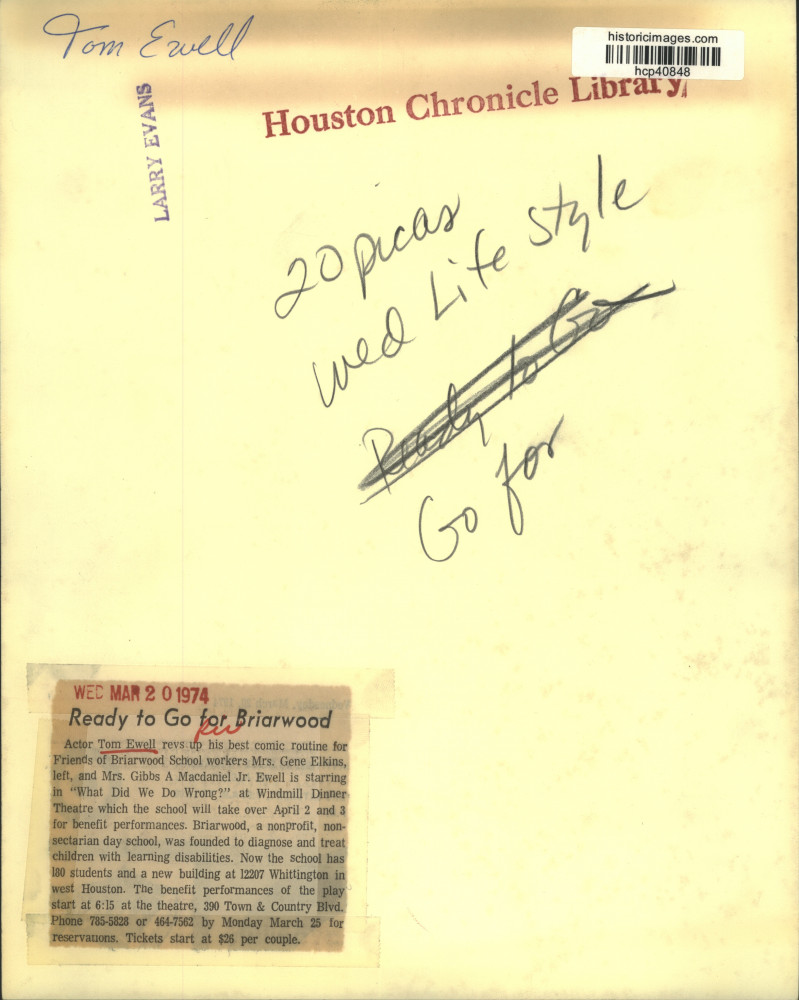 Tom Ewell
historicimages.com
hcp40848
LARRY EVANS
Houston Chronicle Library
20 picas
wed Life Style
Ready to Go
Go for
WED MAR 20 1974
Ready to Go for Briarwood
Actor Tom Ewell revs up his best comic routine for
Friends of Briarwood School workers Mrs. Gene Elkins,
left, and Mrs. Gibbs A Macdaniel Jr. Ewell is starring
in “What Did We Do Wrong?” at Windmill Dinner
Theatre which the school will take over April 2 and 3
for benefit performances. Briarwood, a nonprofit, non-
sectarian day school, was founded to diagnose and treat
children with learning disabilities. Now the school has
180 students and a new building at 12207 Whittington in
west Houston. The benefit performances of the play
start at 6:15 at the theatre, 390 Town & Country Blvd.
Phone 785-5828 or 464-7562 by Monday March 25 for
reservations. Tickets start at $26 per couple.